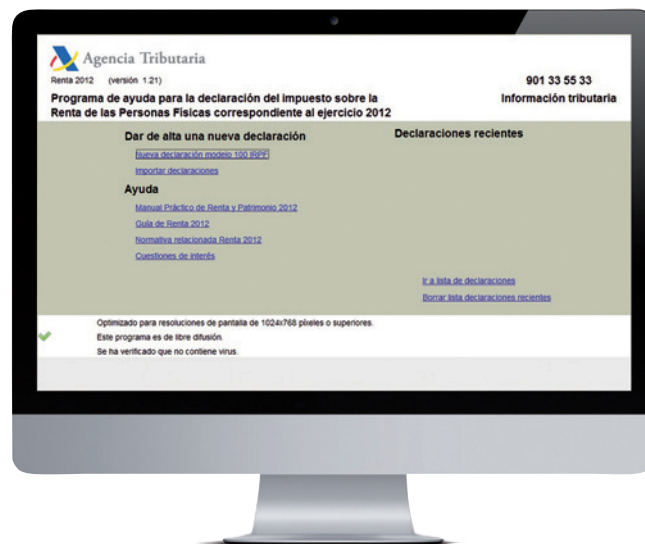 Agencia Tributaria
Renta 2012 (versión 1.21)
901 33 55 33
Programa de ayuda para la declaración del impuesto sobre la
Información tributaria
Renta de las Personas Físicas correspondiente al ejercicio 2012
Dar de alta una nueva declaración
Declaraciones recientes
Nueva declaración modelo 100 IRPF
Importar declaraciones
Ayuda
Manual Práctico de Renta y Patrimonio 2012
Guía de Renta 2012
Normativa relacionada Renta 2012
Cuestiones de interés
Ir a lista de declaraciones
Borrar lista declaraciones recientes
Optimizado para resoluciones de pantalla de 1024x768 píxeles o superiores.
Este programa es de libre difusión.
Se ha verificado que no contiene virus.